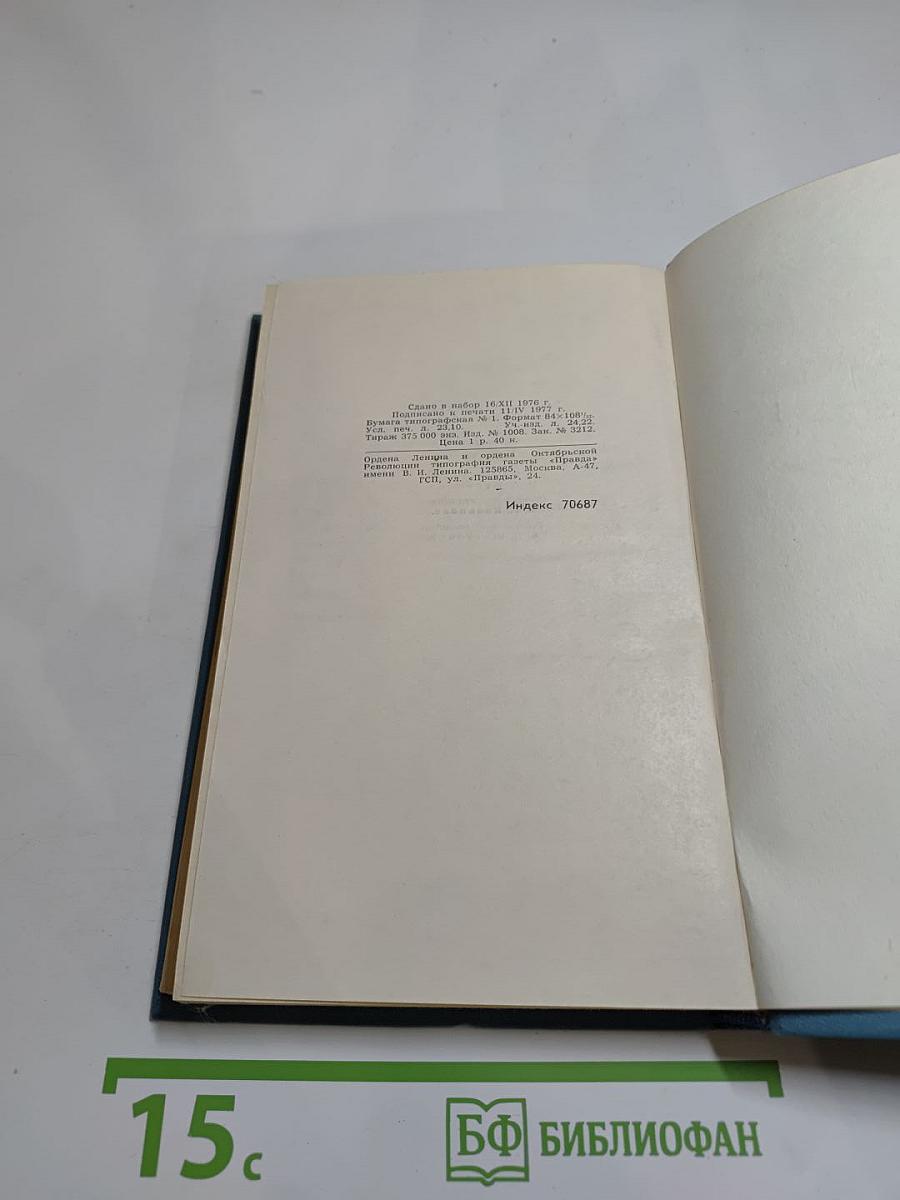 Сдано в набор 16/XII 1976 г.
Подписано к печати 11/IV 1977 г.
Бумага типографская № 1. Формат 84×108¹/₃₂.
Усл. печ. л. 23,10. Уч.-изд. л. 24,22.
Тираж 375 000 экз. Изд. № 1008. Зак. № 3212.
Цена 1 р. 40 к.
Ордена Ленина и ордена Октябрьской
Революции типография газеты «Правда»
имени В. И. Ленина. 125865, Москва, А-47,
ГСП, ул. «Правды», 24.
Индекс 70687
15 с
БФ БИБЛИОФАН